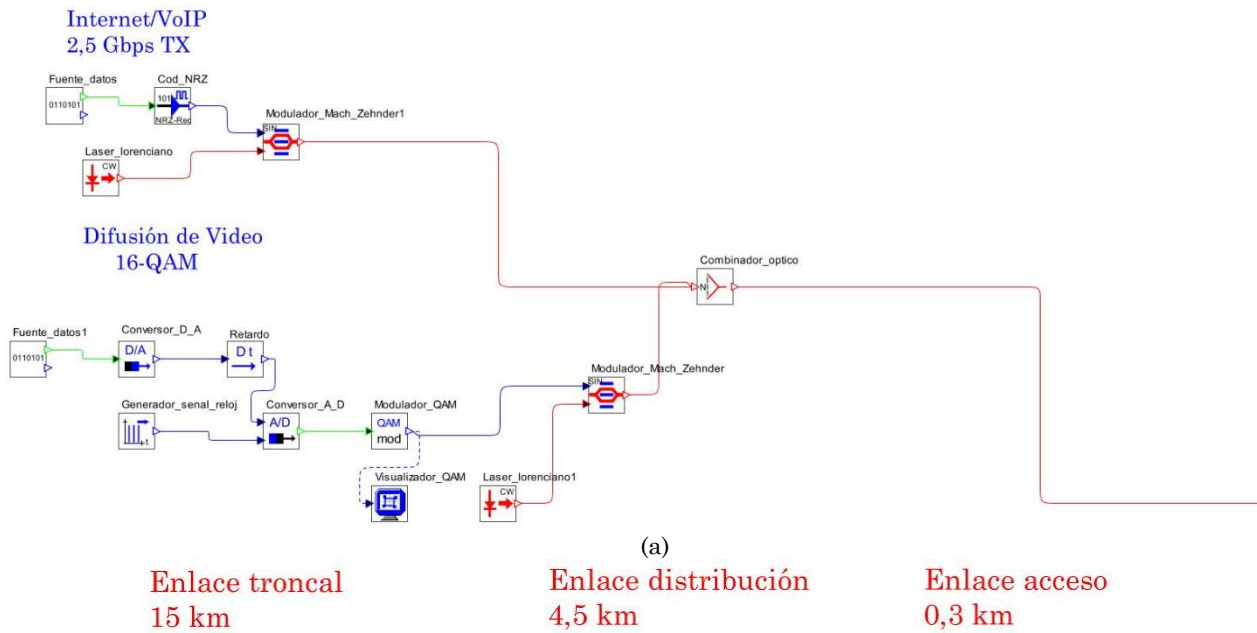 Internet/VoIP
2,5 Gbps TX
Fuente_datos
Cod_NRZ
0110101
101
NRZ-Rec
Modulador_Mach_Zehnder1
SIN
Laser_lorenciano
CW
Difusión de Video
16-QAM
Combinador_optico
N
Fuente_datos1
Conversor_D_A
Retardo
0110101
D/A
D t
Modulador_Mach_Zehnder
SIN
Generador_senal_reloj
Conversor_A_D
Modulador_QAM
+t
A/D
QAM
mod
Visualizador_QAM
Laser_lorenciano1
CW
(a)
Enlace troncal
15 km
Enlace distribución
4,5 km
Enlace acceso
0,3 km